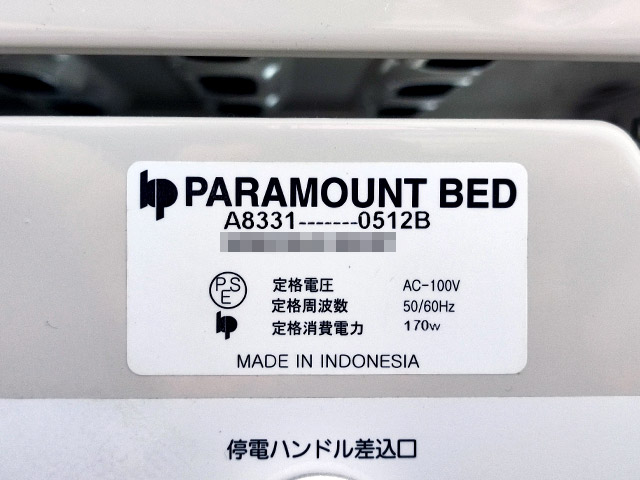 PARAMOUNT BED
A8331-------0512B
PSE 定格電圧 AC-100V
定格周波数 50/60Hz
定格消費電力 170w
MADE IN INDONESIA
停電ハンドル差込口